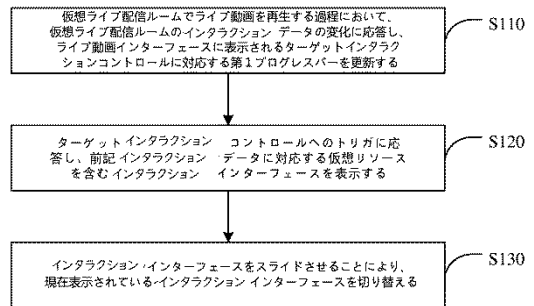 仮想ライブ配信ルームでライブ動画を再生する過程において、
仮想ライブ配信ルームのインタラクション データの変化に応答し、
ライブ動画インターフェースに表示されるターゲットインタラク
ションコントロールに対応する第１プログレスバーを更新する
S110
ターゲットインタラクション コントロールへのトリガに応
答し、前記インタラクション データに対応する仮想リソース
を含むインタラクション インターフェースを表示する
S120
インタラクション インターフェースをスライドさせることにより、
現在表示されているインタラクション インターフェースを切り替える
S130